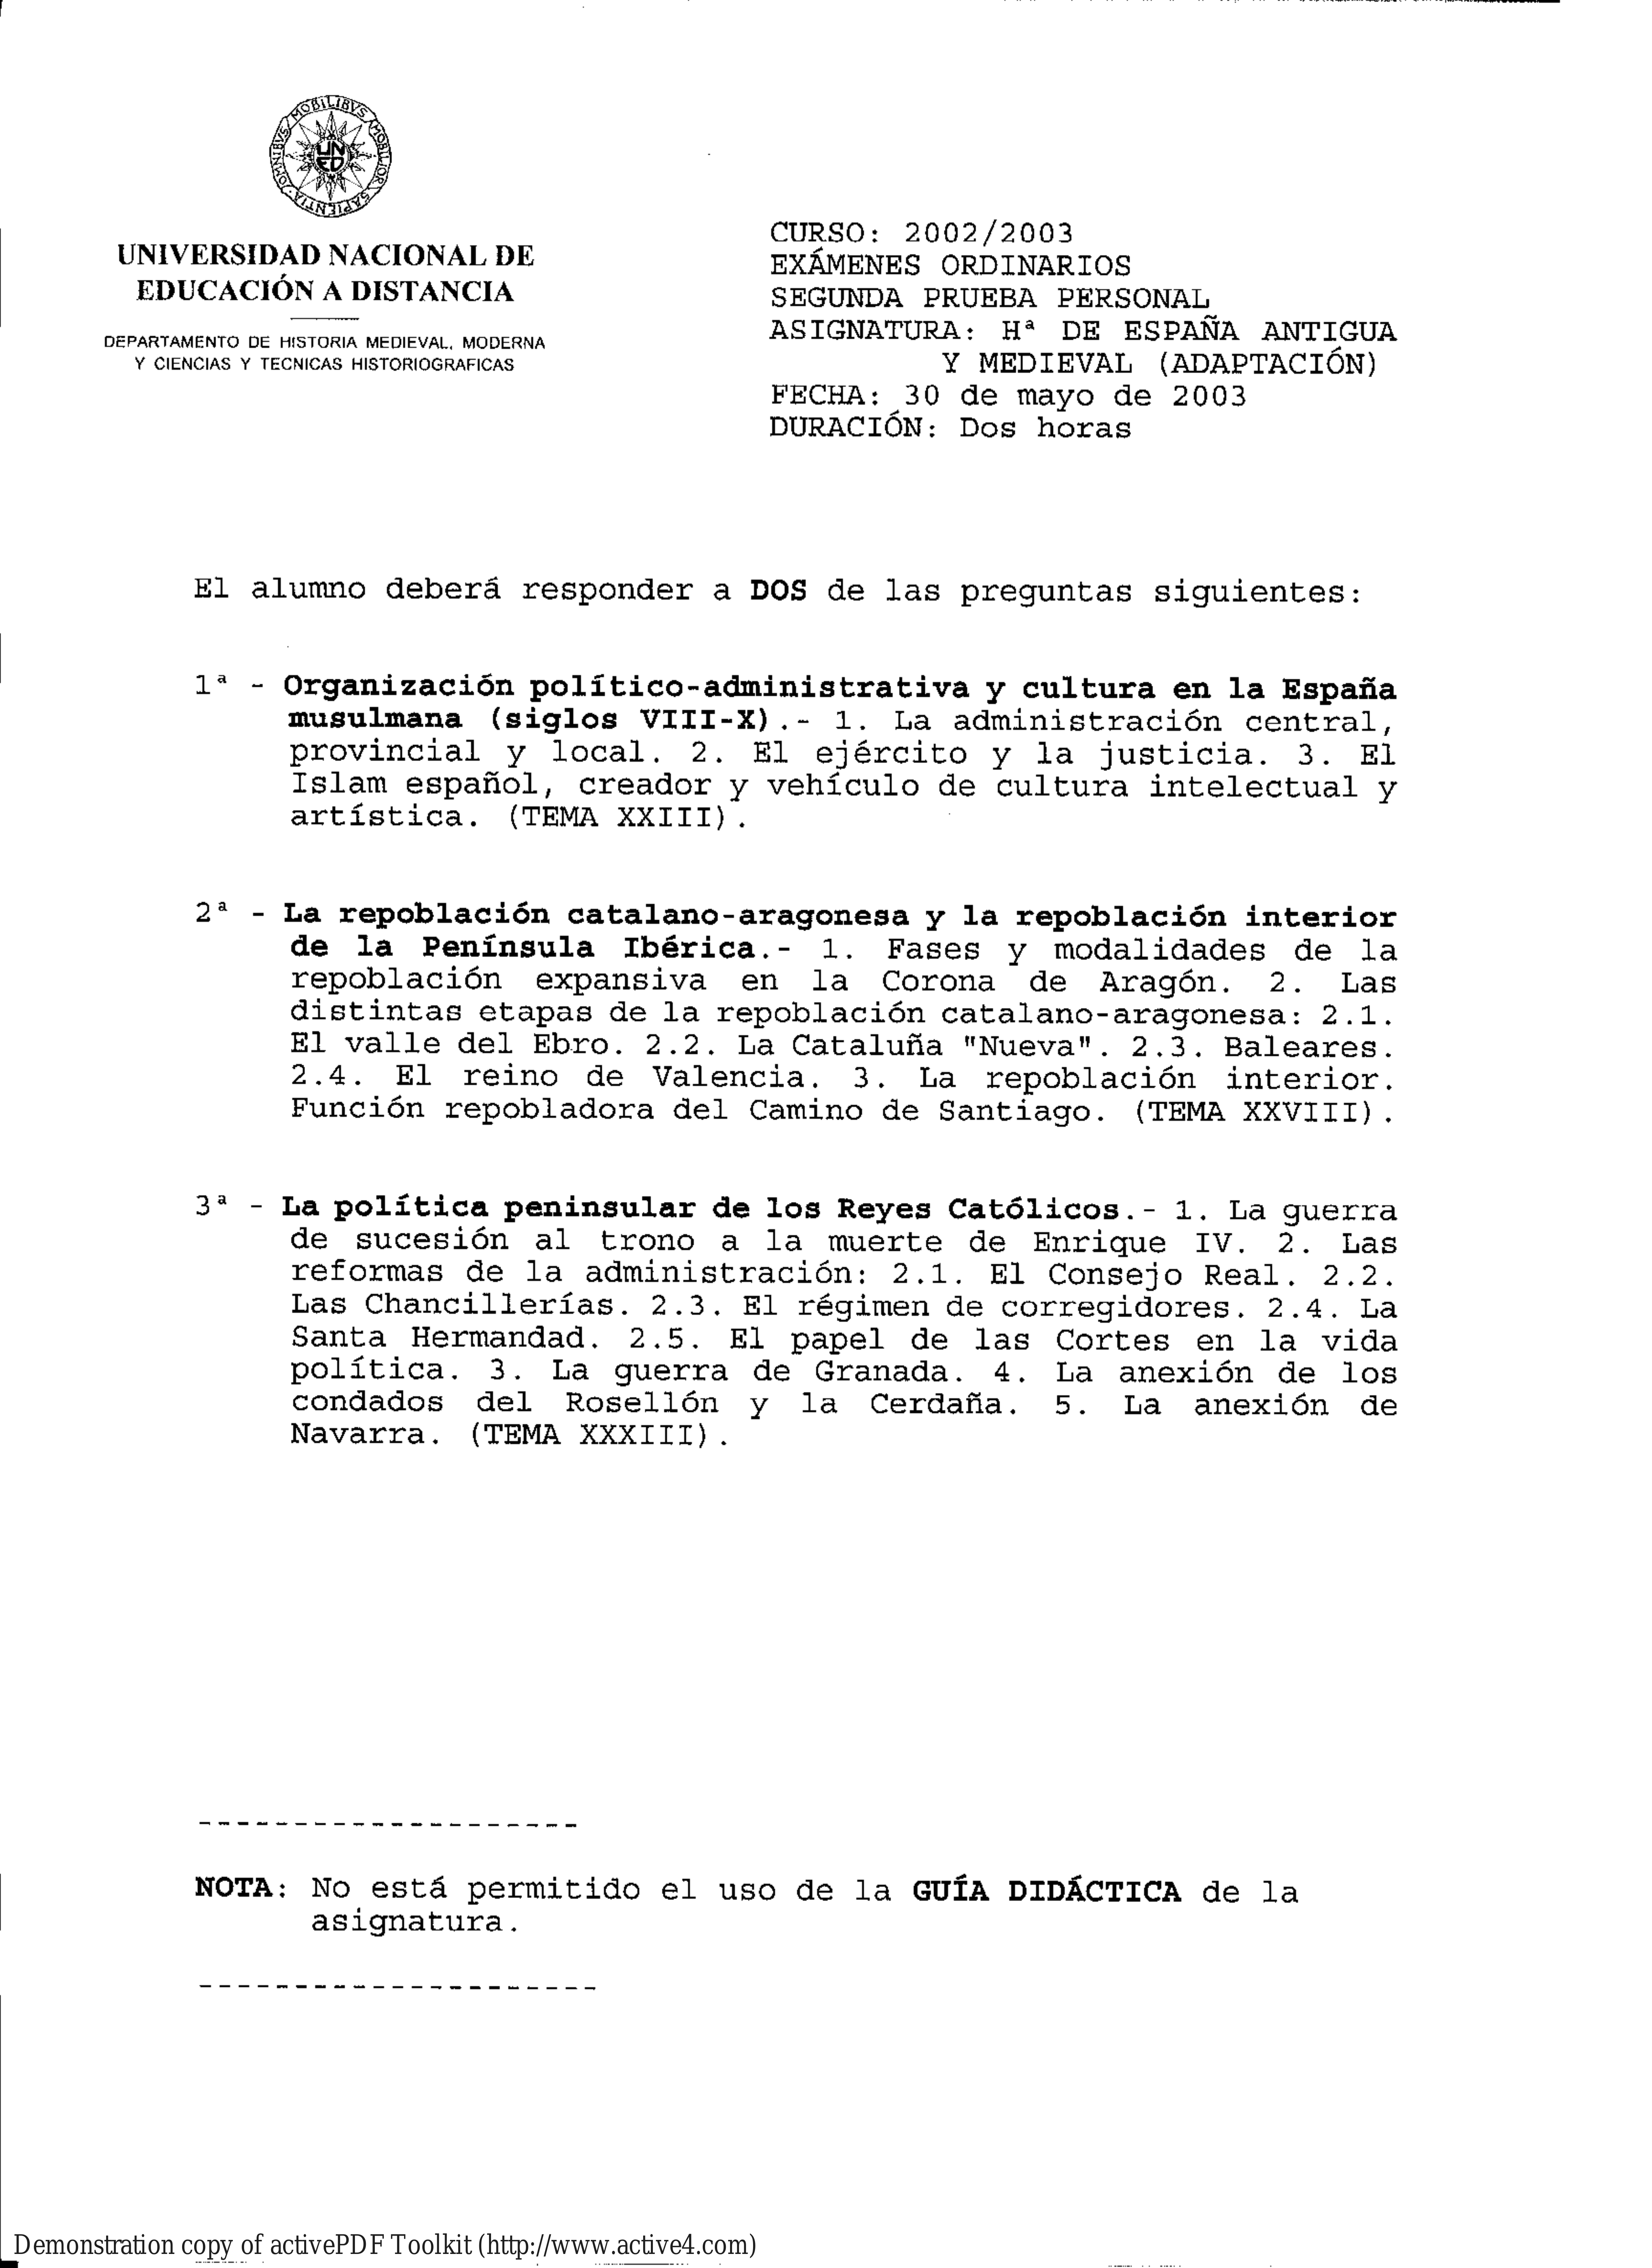 OMNIBVS MOBILIBVS MOBILIOR SAPIENTIA
UNED
UNIVERSIDAD NACIONAL DE
EDUCACIÓN A DISTANCIA
DEPARTAMENTO DE HISTORIA MEDIEVAL, MODERNA
Y CIENCIAS Y TECNICAS HISTORIOGRAFICAS
CURSO: 2002/2003
EXÁMENES ORDINARIOS
SEGUNDA PRUEBA PERSONAL
ASIGNATURA: Hª DE ESPAÑA ANTIGUA
Y MEDIEVAL (ADAPTACIÓN)
FECHA: 30 de mayo de 2003
DURACIÓN: Dos horas
El alumno deberá responder a DOS de las preguntas siguientes:
1ª - Organización político-administrativa y cultura en la España
musulmana (siglos VIII-X).- 1. La administración central,
provincial y local. 2. El ejército y la justicia. 3. El
Islam español, creador y vehículo de cultura intelectual y
artística. (TEMA XXIII).
2ª - La repoblación catalano-aragonesa y la repoblación interior
de la Península Ibérica.- 1. Fases y modalidades de la
repoblación expansiva en la Corona de Aragón. 2. Las
distintas etapas de la repoblación catalano-aragonesa: 2.1.
El valle del Ebro. 2.2. La Cataluña "Nueva". 2.3. Baleares.
2.4. El reino de Valencia. 3. La repoblación interior.
Función repobladora del Camino de Santiago. (TEMA XXVIII).
3ª - La política peninsular de los Reyes Católicos.- 1. La guerra
de sucesión al trono a la muerte de Enrique IV. 2. Las
reformas de la administración: 2.1. El Consejo Real. 2.2.
Las Chancillerías. 2.3. El régimen de corregidores. 2.4. La
Santa Hermandad. 2.5. El papel de las Cortes en la vida
política. 3. La guerra de Granada. 4. La anexión de los
condados del Rosellón y la Cerdaña. 5. La anexión de
Navarra. (TEMA XXXIII).
--------------------
NOTA: No está permitido el uso de la GUÍA DIDÁCTICA de la
asignatura.
---------------------
Demonstration copy of activePDF Toolkit (http://www.active4.com)